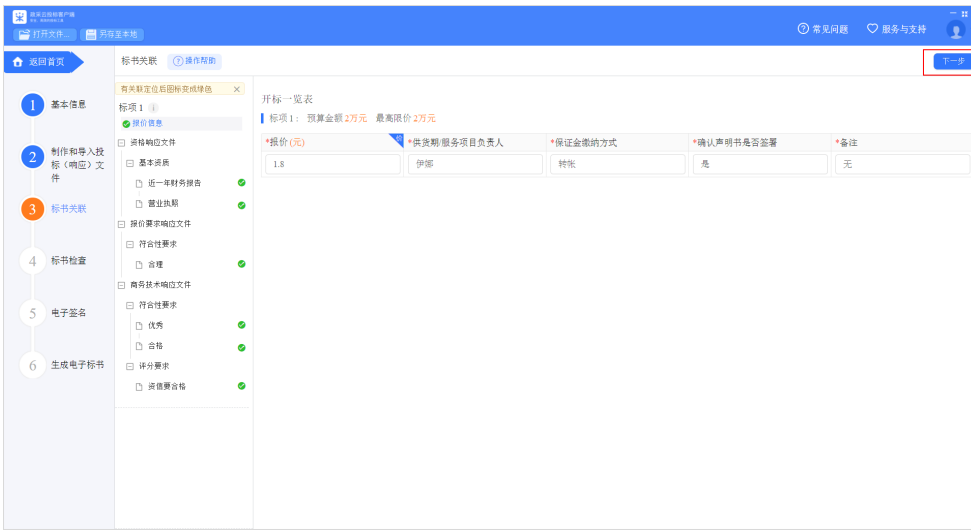 政采云投标客户端
打开文件...
另存至本地
常见问题
服务与支持
返回首页
标书关联
操作帮助
下一步
1 基本信息
2 制作和导入投
标（响应）文
件
3 标书关联
4 标书检查
5 电子签名
6 生成电子标书
有关联定位后图标变成绿色
标项 1
报价信息
资格响应文件
基本资质
近一年财务报告
营业执照
报价要求响应文件
符合性要求
合理
商务技术响应文件
符合性要求
优秀
合格
评分要求
资信要合格
开标一览表
标项 1： 预算金额 2万元 最高限价 2万元
*报价 (元)
*供货期/服务项目负责人
*保证金缴纳方式
*确认声明书是否签署
*备注
1.8
伊娜
转帐
是
无